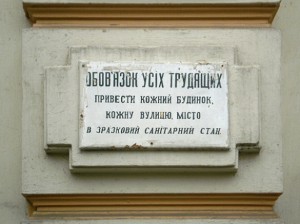 ОБОВ'ЯЗОК УСІХ ТРУДЯЩИХ
ПРИВЕСТИ КОЖНИЙ БУДИНОК,
КОЖНУ ВУЛИЦЮ, МІСТО
В ЗРАЗКОВИЙ САНІТАРНИЙ СТАН.